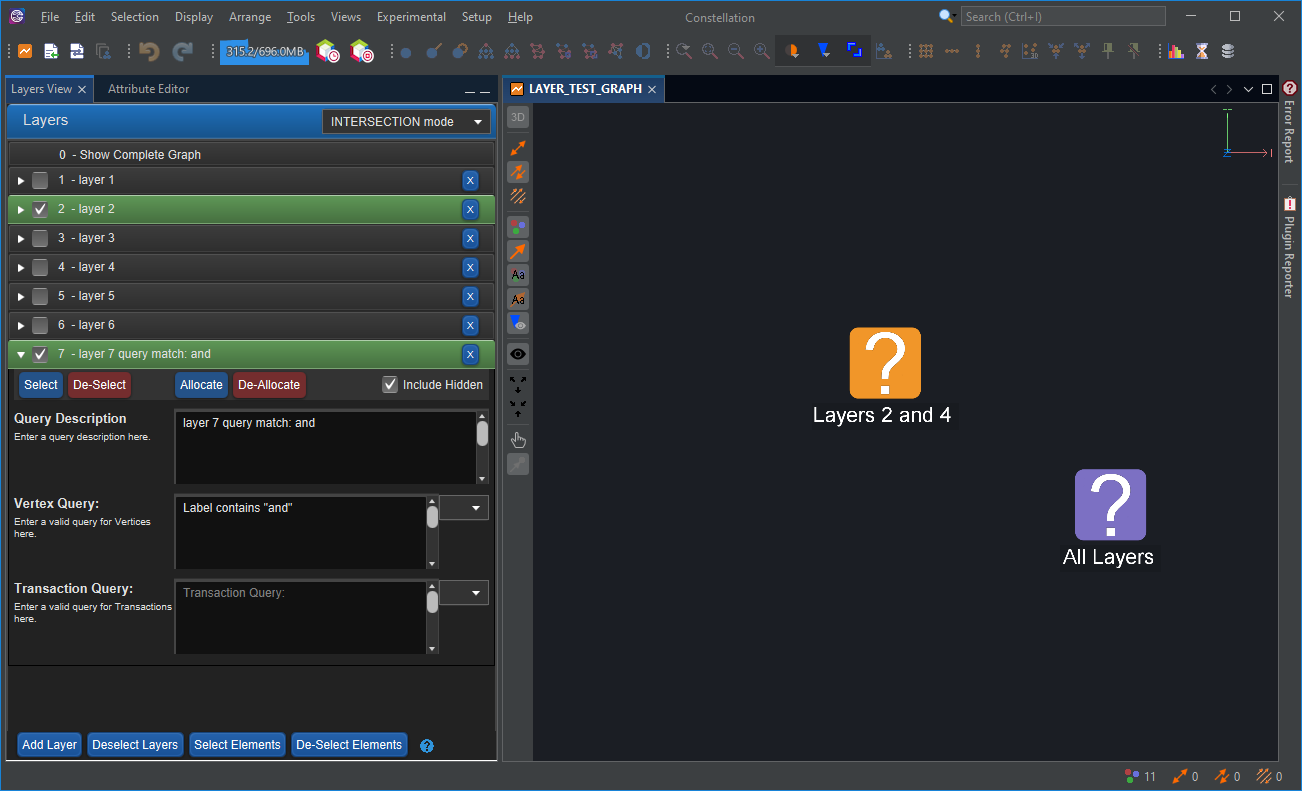 File Edit Selection Display Arrange Tools Views Experimental Setup Help
Constellation
Search (Ctrl+I)
315.2/696.0MB
Layers View
Attribute Editor
LAYER_TEST_GRAPH
Layers
INTERSECTION mode
0 - Show Complete Graph
1 - layer 1 X
2 - layer 2 X
3 - layer 3 X
4 - layer 4 X
5 - layer 5 X
6 - layer 6 X
7 - layer 7 query match: and X
Select De-Select Allocate De-Allocate Include Hidden
Query Description
Enter a query description here.
layer 7 query match: and
Vertex Query:
Enter a valid query for Vertices
here.
Label contains "and"
Transaction Query:
Enter a valid query for Transactions
here.
Transaction Query:
Add Layer Deselect Layers Select Elements De-Select Elements ?
3D
Aa
Aa
?
Layers 2 and 4
?
All Layers
Error Report
Plugin Reporter
11 0 0 0